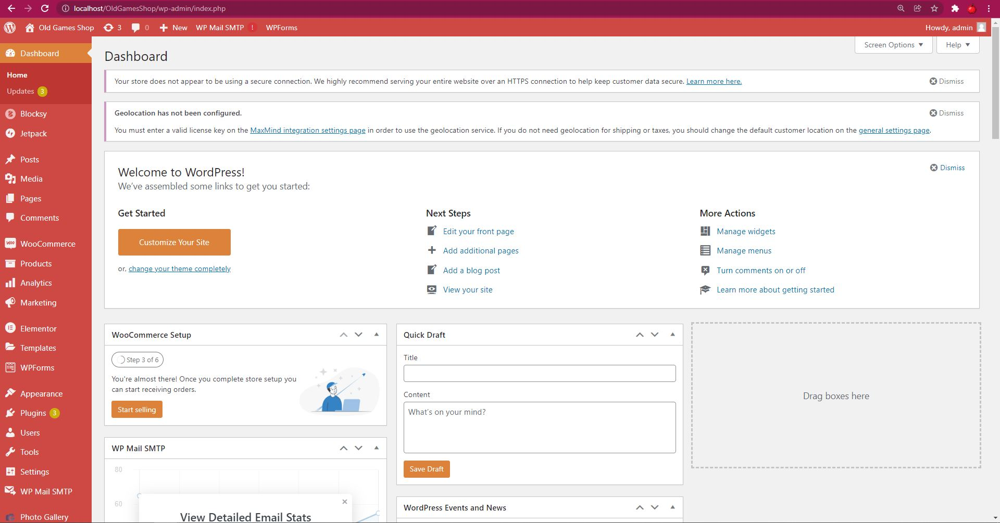 localhost/OldGamesShop/wp-admin/index.php
Old Games Shop 3 0 New WP Mail SMTP ! WPForms Howdy, admin
Dashboard
Home
Updates 3
Blocksy
Jetpack
Posts
Media
Pages
Comments
WooCommerce
Products
Analytics
Marketing
Elementor
Templates
WPForms
Appearance
Plugins 3
Users
Tools
Settings
WP Mail SMTP
Photo Gallery
Screen Options Help
Dashboard
Your store does not appear to be using a secure connection. We highly recommend serving your entire website over an HTTPS connection to help keep customer data secure. Learn more here. Dismiss
Geolocation has not been configured. Dismiss
You must enter a valid license key on the MaxMind integration settings page in order to use the geolocation service. If you do not need geolocation for shipping or taxes, you should change the default customer location on the general settings page.
Welcome to WordPress! Dismiss
We've assembled some links to get you started:
Get Started
Customize Your Site
or, change your theme completely
Next Steps
Edit your front page
Add additional pages
Add a blog post
View your site
More Actions
Manage widgets
Manage menus
Turn comments on or off
Learn more about getting started
WooCommerce Setup
Step 3 of 6
You're almost there! Once you complete store setup you
can start receiving orders.
Start selling
WP Mail SMTP
80
60
View Detailed Email Stats
Quick Draft
Title
Content
What's on your mind?
Save Draft
WordPress Events and News
Drag boxes here